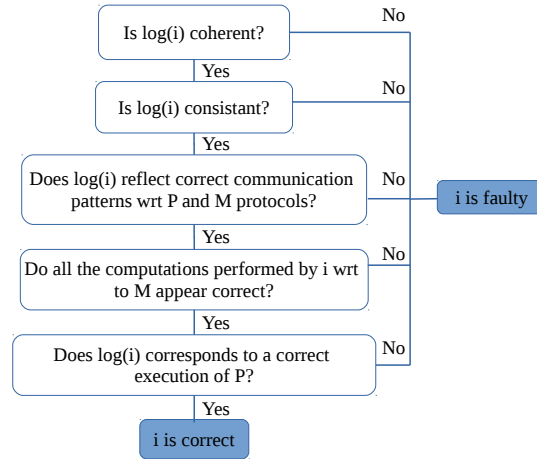 No
Is log(i) coherent?
Yes
No
Is log(i) consistant?
Yes
Does log(i) reflect correct communication
patterns wrt P and M protocols?
No
i is faulty
Yes
No
Do all the computations performed by i wrt
to M appear correct?
Yes
No
Does log(i) corresponds to a correct
execution of P?
Yes
i is correct